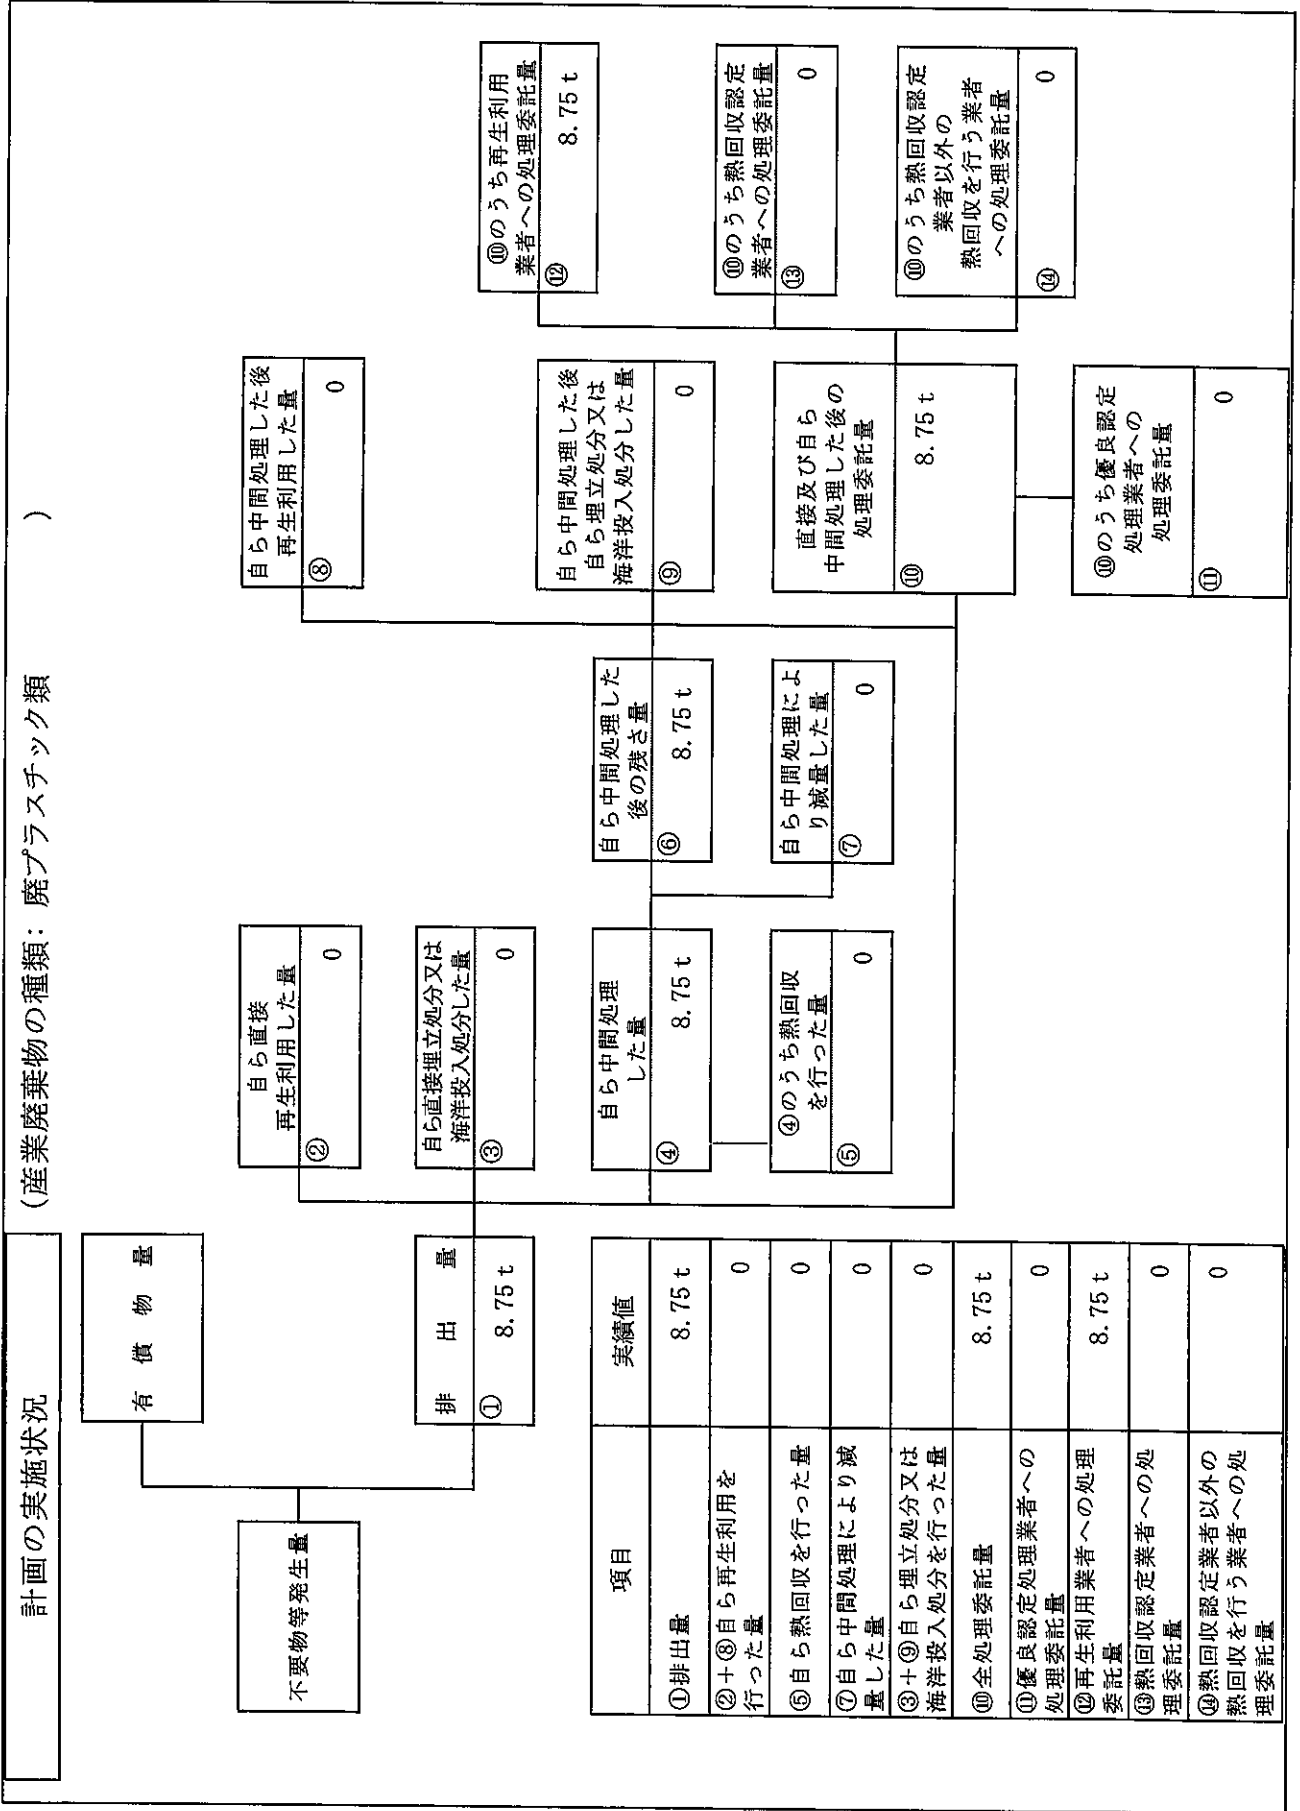 計画の実施状況
(産業廃棄物の種類：廃プラスチック類 )
不要物等発生量
有償物量
排出量
① 8.75t
自ら直接
再生利用した量
② 0
自ら直接埋立処分又は
海洋投入処分した量
③ 0
自ら中間処理
した量
④ 8.75t
④のうち熱回収
を行った量
⑤ 0
自ら中間処理した
後の残さ量
⑥ 8.75t
自ら中間処理によ
り減量した量
⑦ 0
自ら中間処理した後
再生利用した量
⑧ 0
自ら中間処理した後
自ら埋立処分又は
海洋投入処分した量
⑨ 0
直接及び自ら
中間処理した後の
処理委託量
⑩ 8.75t
⑩のうち優良認定
処理業者への
処理委託量
⑪ 0
⑩のうち再生利用
業者への処理委託量
⑫ 8.75t
⑩のうち熱回収認定
業者への処理委託量
⑬ 0
⑩のうち熱回収認定
業者以外の
熱回収を行う業者
への処理委託量
⑭ 0
項目 実績値
①排出量 8.75t
②+⑧自ら再生利用を
行った量 0
⑤自ら熱回収を行った量 0
⑦自ら中間処理により減
量した量 0
③+⑨自ら埋立処分又は
海洋投入処分を行った量 0
⑩全処理委託量 8.75t
⑪優良認定処理業者への
処理委託量 0
⑫再生利用業者への処理
委託量 8.75t
⑬熱回収認定業者への処
理委託量 0
⑭熱回収認定業者以外の
熱回収を行う業者への処
理委託量 0